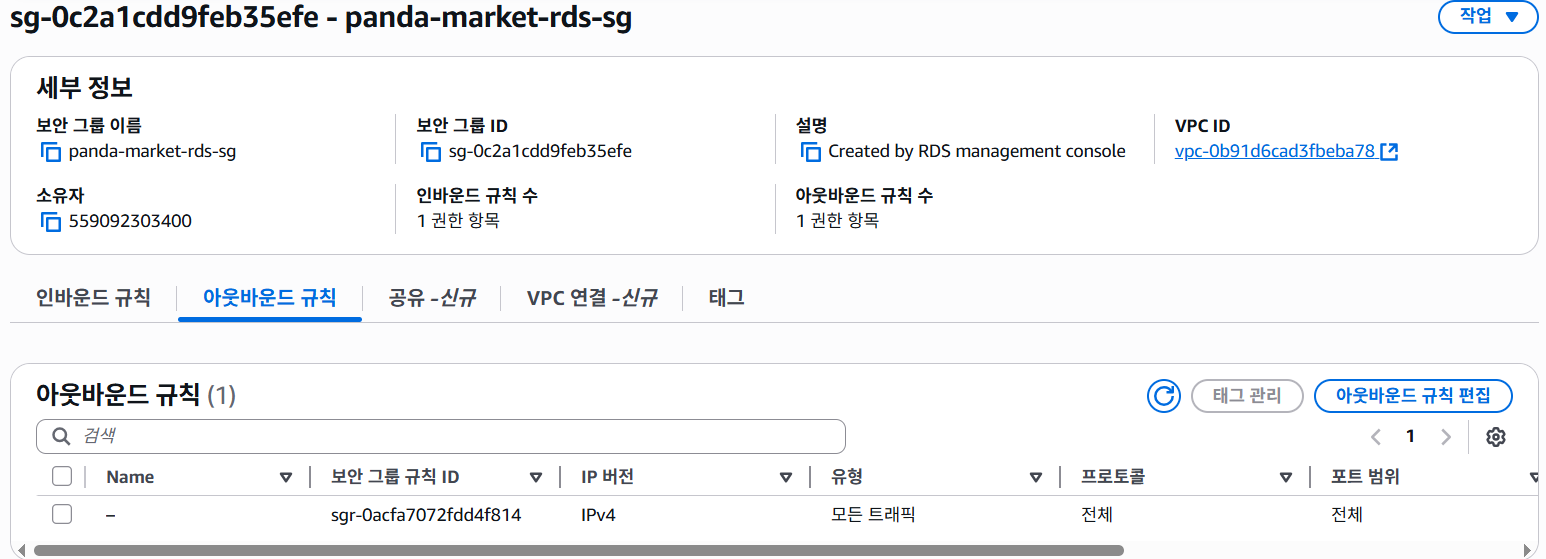 sg-0c2a1cdd9feb35efe - panda-market-rds-sg
작업
세부 정보
보안 그룹 이름
panda-market-rds-sg
보안 그룹 ID
sg-0c2a1cdd9feb35efe
설명
Created by RDS management console
VPC ID
vpc-0b91d6cad3fbeba78
소유자
559092303400
인바운드 규칙 수
1 권한 항목
아웃바운드 규칙 수
1 권한 항목
인바운드 규칙 아웃바운드 규칙 공유 -신규 VPC 연결 -신규 태그
아웃바운드 규칙 (1)
태그 관리
아웃바운드 규칙 편집
검색
1
Name 보안 그룹 규칙 ID IP 버전 유형 프로토콜 포트 범위
– sgr-0acfa7072fdd4f814 IPv4 모든 트래픽 전체 전체